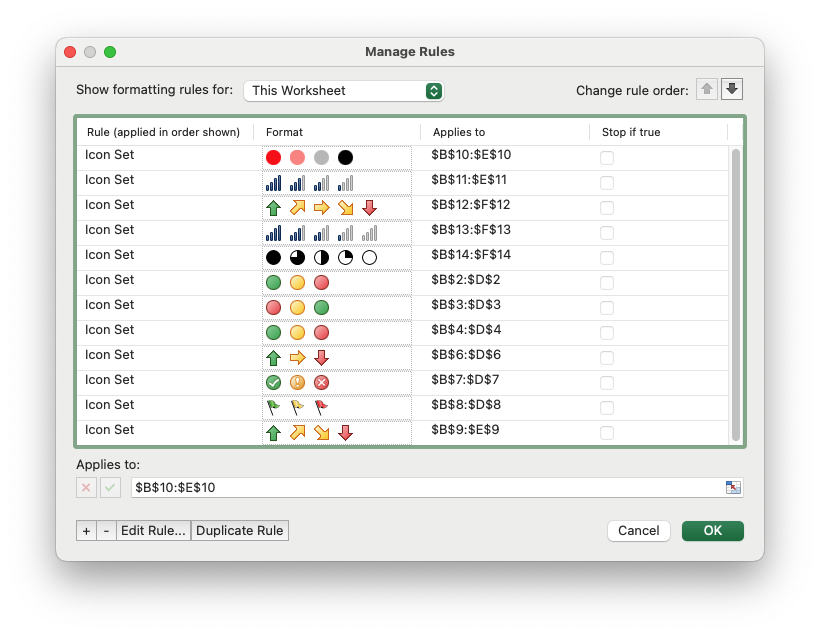 Manage Rules
Show formatting rules for: This Worksheet Change rule order:
Rule (applied in order shown) Format Applies to Stop if true
Icon Set $B$10:$E$10
Icon Set $B$11:$E$11
Icon Set $B$12:$F$12
Icon Set $B$13:$F$13
Icon Set $B$14:$F$14
Icon Set $B$2:$D$2
Icon Set $B$3:$D$3
Icon Set $B$4:$D$4
Icon Set $B$6:$D$6
Icon Set $B$7:$D$7
Icon Set $B$8:$D$8
Icon Set $B$9:$E$9
Applies to:
$B$10:$E$10
+ - Edit Rule... Duplicate Rule Cancel OK